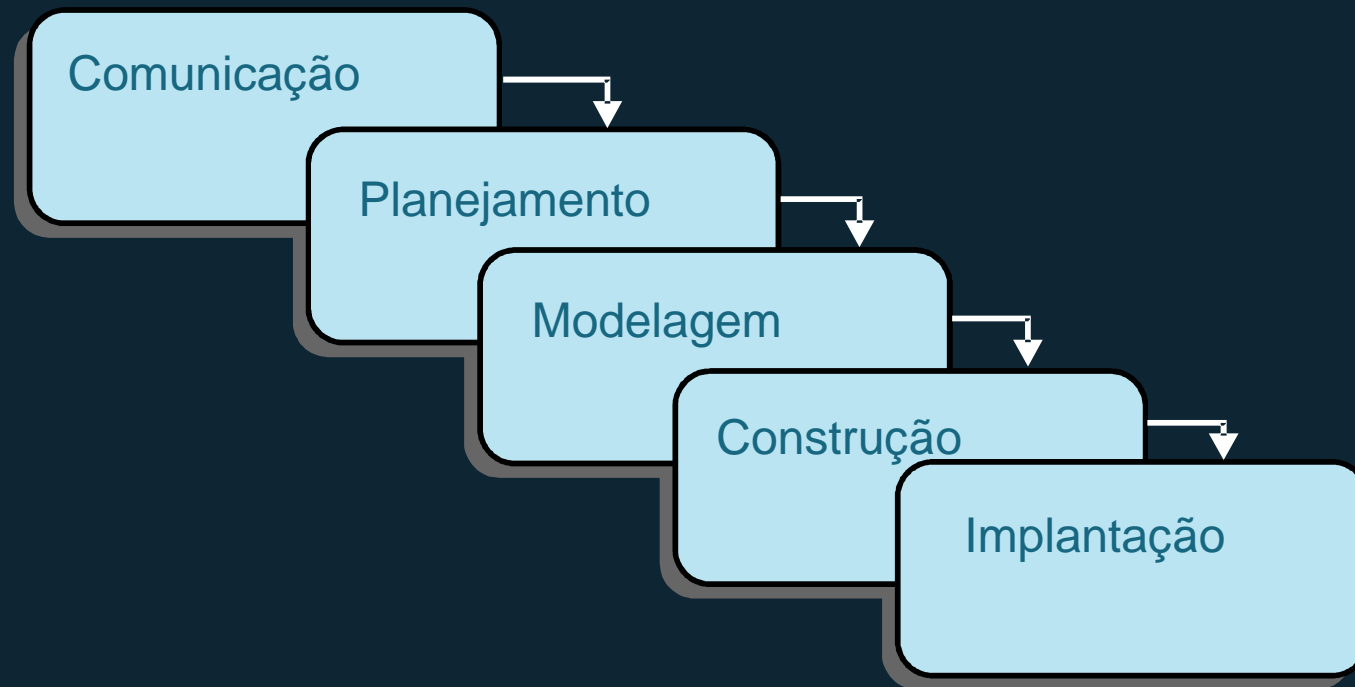 Comunicação
Planejamento
Modelagem
Construção
Implantação